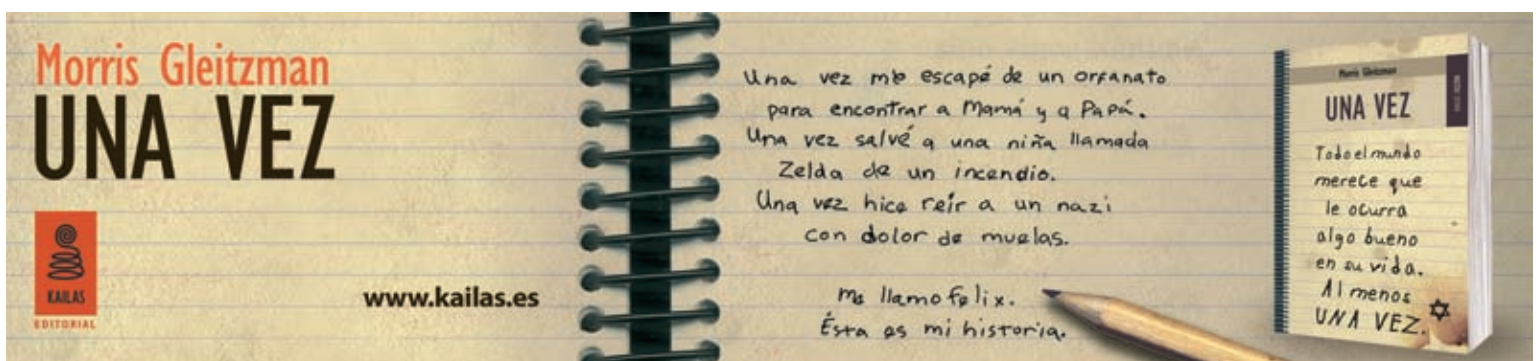 Morris Gleitzman
UNA VEZ
KAILAS
EDITORIAL
www.kailas.es
Una vez me escapé de un orfanato
para encontrar a Mamá y a Papá.
Una vez salvé a una niña llamada
Zelda de un incendio.
Una vez hice reír a un nazi
con dolor de muelas.
Me llamo felix.
Ésta es mi historia.
Morris Gleitzman
UNA VEZ
Todo el mundo
merece que
le ocurra
algo bueno
en su vida.
Al menos
UNA VEZ.